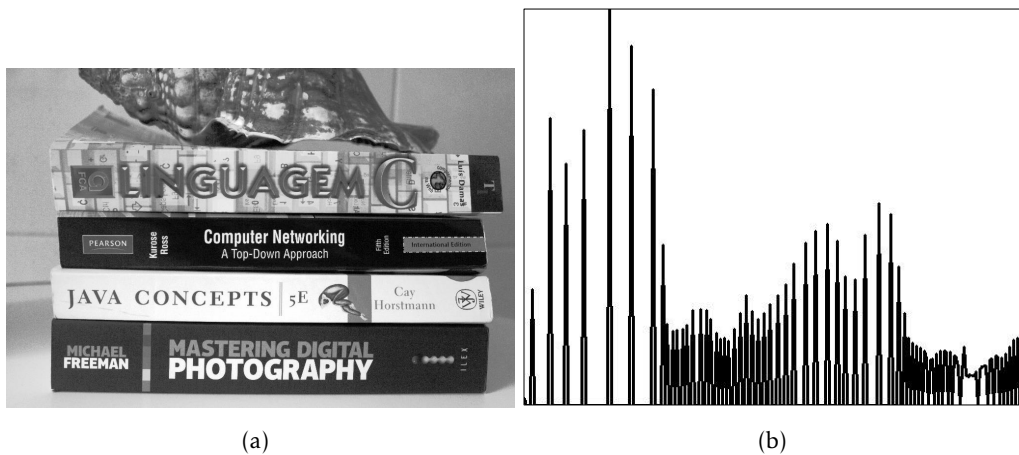 FCA
LINGUAGEM C
Luís Damas
PEARSON
Kurose
Ross
Computer Networking
A Top-Down Approach
Fifth
Edition
International Edition
JAVA CONCEPTS
5E
Cay
Horstmann
WILEY
MICHAEL
FREEMAN
MASTERING DIGITAL
PHOTOGRAPHY
ILEX
(a)
(b)